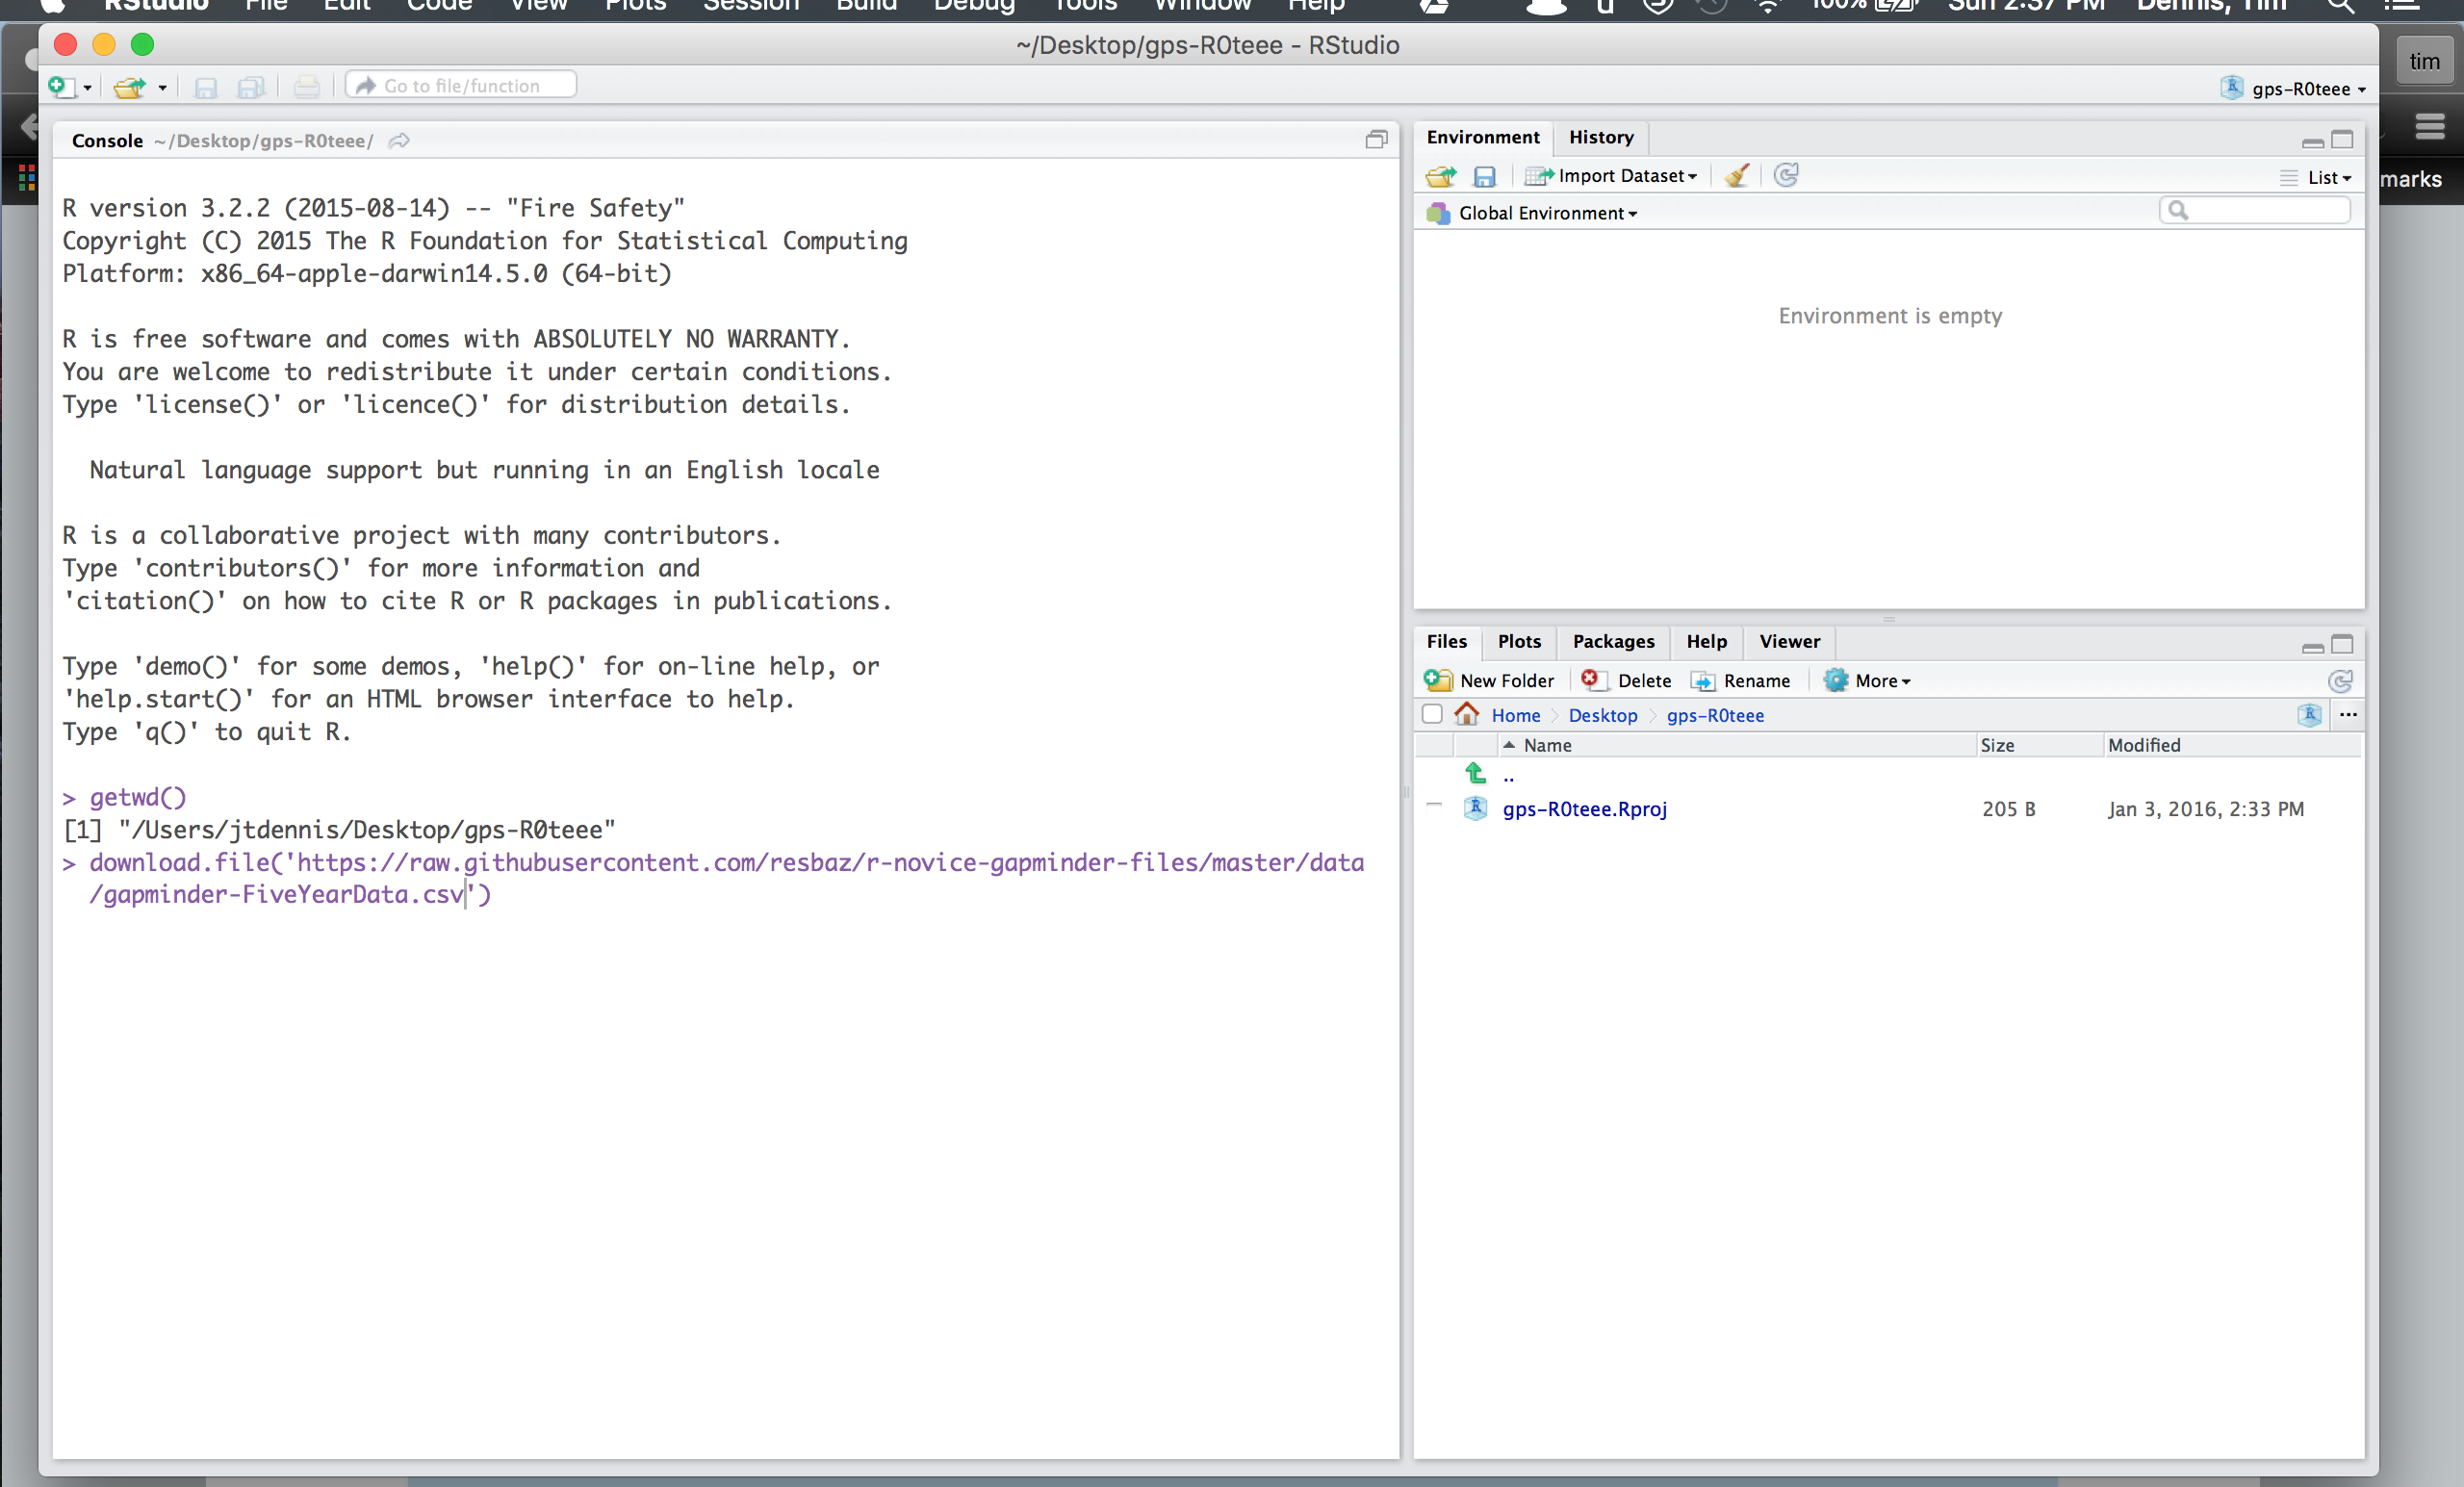 RStudio File Edit Code View Plots Session Build Debug Tools Window Help 100% Sun 2:37 PM Dennis, Tim
~/Desktop/gps-R0teee - RStudio
tim
Go to file/function
gps-R0teee
Console ~/Desktop/gps-R0teee/
Environment History
Import Dataset
List
marks
Global Environment
Environment is empty
R version 3.2.2 (2015-08-14) -- "Fire Safety"
Copyright (C) 2015 The R Foundation for Statistical Computing
Platform: x86_64-apple-darwin14.5.0 (64-bit)
R is free software and comes with ABSOLUTELY NO WARRANTY.
You are welcome to redistribute it under certain conditions.
Type 'license()' or 'licence()' for distribution details.
Natural language support but running in an English locale
R is a collaborative project with many contributors.
Type 'contributors()' for more information and
'citation()' on how to cite R or R packages in publications.
Type 'demo()' for some demos, 'help()' for on-line help, or
'help.start()' for an HTML browser interface to help.
Type 'q()' to quit R.
> getwd()
[1] "/Users/jtdennis/Desktop/gps-R0teee"
> download.file('https://raw.githubusercontent.com/resbaz/r-novice-gapminder-files/master/data
/gapminder-FiveYearData.csv')
Files Plots Packages Help Viewer
New Folder Delete Rename More
Home Desktop gps-R0teee ...
Name Size Modified
..
gps-R0teee.Rproj 205 B Jan 3, 2016, 2:33 PM